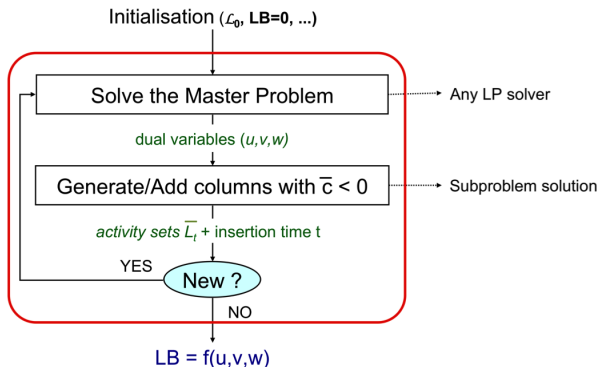 Initialisation (ℒ₀, LB=0, ...)
Solve the Master Problem
Any LP solver
dual variables (u,v,w)
Generate/Add columns with c̅ < 0
Subproblem solution
activity sets L̅ₜ + insertion time t
YES
New ?
NO
LB = f(u,v,w)